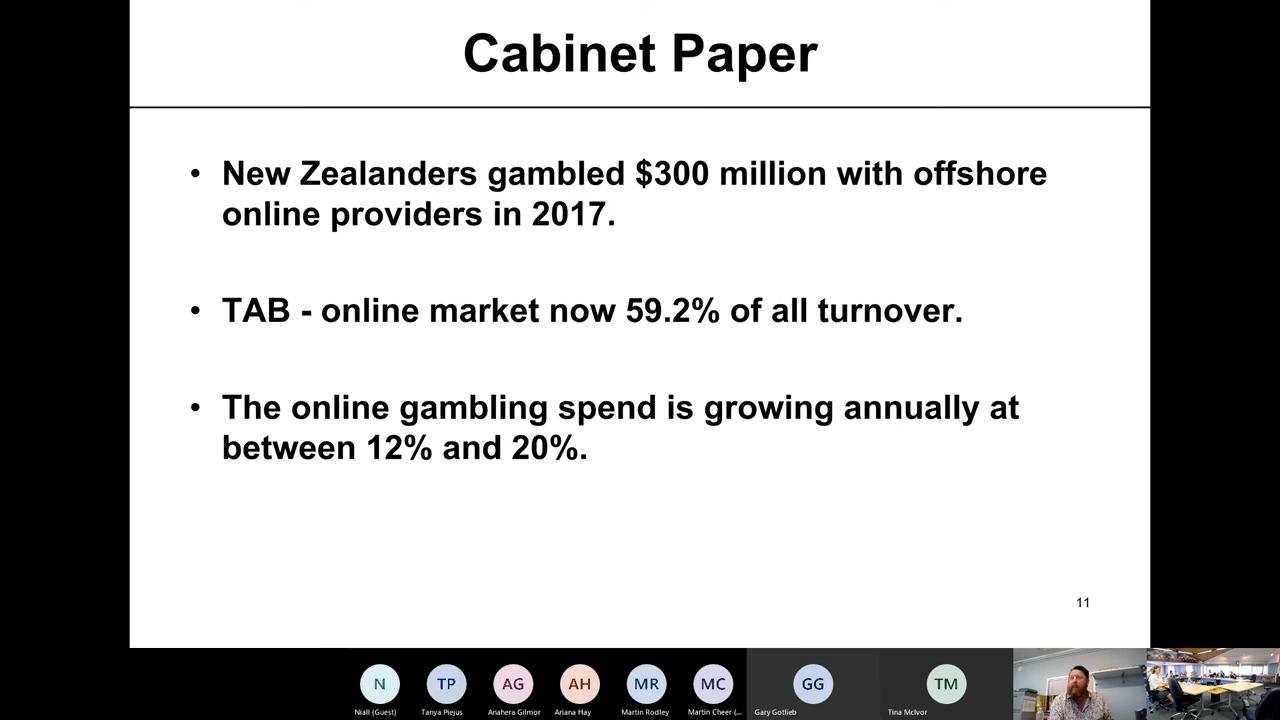 Cabinet Paper
• New Zealanders gambled $300 million with offshore
online providers in 2017.
• TAB - online market now 59.2% of all turnover.
• The online gambling spend is growing annually at
between 12% and 20%.
11
N TP AG AH MR MC GG TM
Niall (Guest) Tanya Piejus Anahera Gilmor Ariana Hay Martin Rodley Martin Cheer (... Gary Gotlieb Tina McIvor